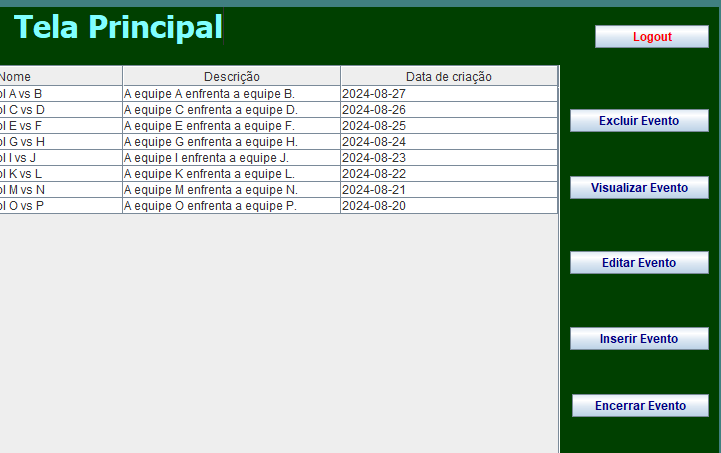 Tela Principal
Logout
Nome Descrição Data de criação
ol A vs B A equipe A enfrenta a equipe B. 2024-08-27
ol C vs D A equipe C enfrenta a equipe D. 2024-08-26
ol E vs F A equipe E enfrenta a equipe F. 2024-08-25
ol G vs H A equipe G enfrenta a equipe H. 2024-08-24
ol I vs J A equipe I enfrenta a equipe J. 2024-08-23
ol K vs L A equipe K enfrenta a equipe L. 2024-08-22
ol M vs N A equipe M enfrenta a equipe N. 2024-08-21
ol O vs P A equipe O enfrenta a equipe P. 2024-08-20
Excluir Evento
Visualizar Evento
Editar Evento
Inserir Evento
Encerrar Evento